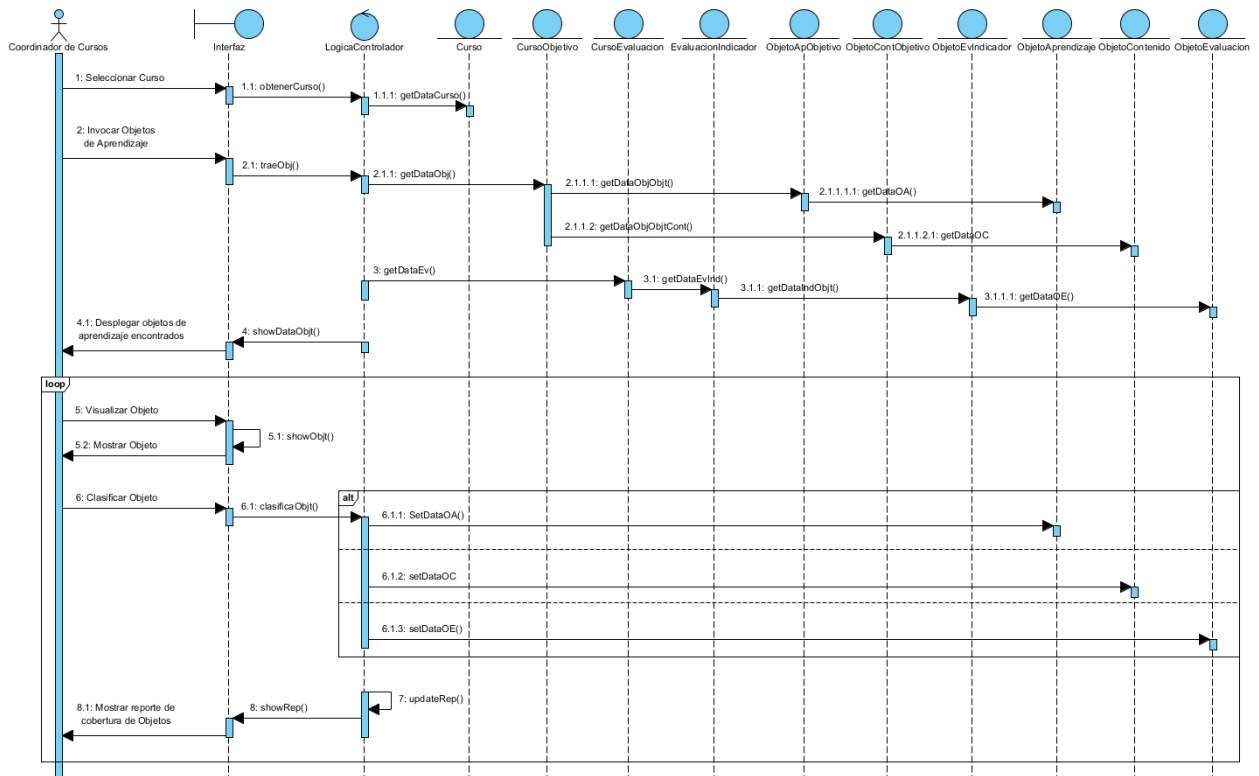 Coordinador de Cursos
Interfaz
LogicaControlador
Curso
CursoObjetivo
CursoEvaluacion
EvaluacionIndicador
ObjetoApObjetivo
ObjetoContObjetivo
ObjetoEvIndicador
ObjetoAprendizaje
ObjetoContenido
ObjetoEvaluacion
1: Seleccionar Curso
1.1: obtenerCurso()
1.1.1: getDataCurso()
2: Invocar Objetos
de Aprendizaje
2.1: traeObj()
2.1.1: getDataObj()
2.1.1.1: getDataObjObjt()
2.1.1.1.1: getDataOA()
2.1.1.2: getDataObjObjtCont()
2.1.1.2.1: getDataOC
3: getDataEv()
3.1: getDataEvInd()
3.1.1: getDataIndObjt()
3.1.1.1: getDataOE()
4.1: Desplegar objetos de
aprendizaje encontrados
4: showDataObjt()
loop
5: Visualizar Objeto
5.1: showObjt()
5.2: Mostrar Objeto
6: Clasificar Objeto
6.1: clasificaObjt()
alt
6.1.1: SetDataOA()
6.1.2: setDataOC
6.1.3: setDataOE()
7: updateRep()
8: showRep()
8.1: Mostrar reporte de
cobertura de Objetos